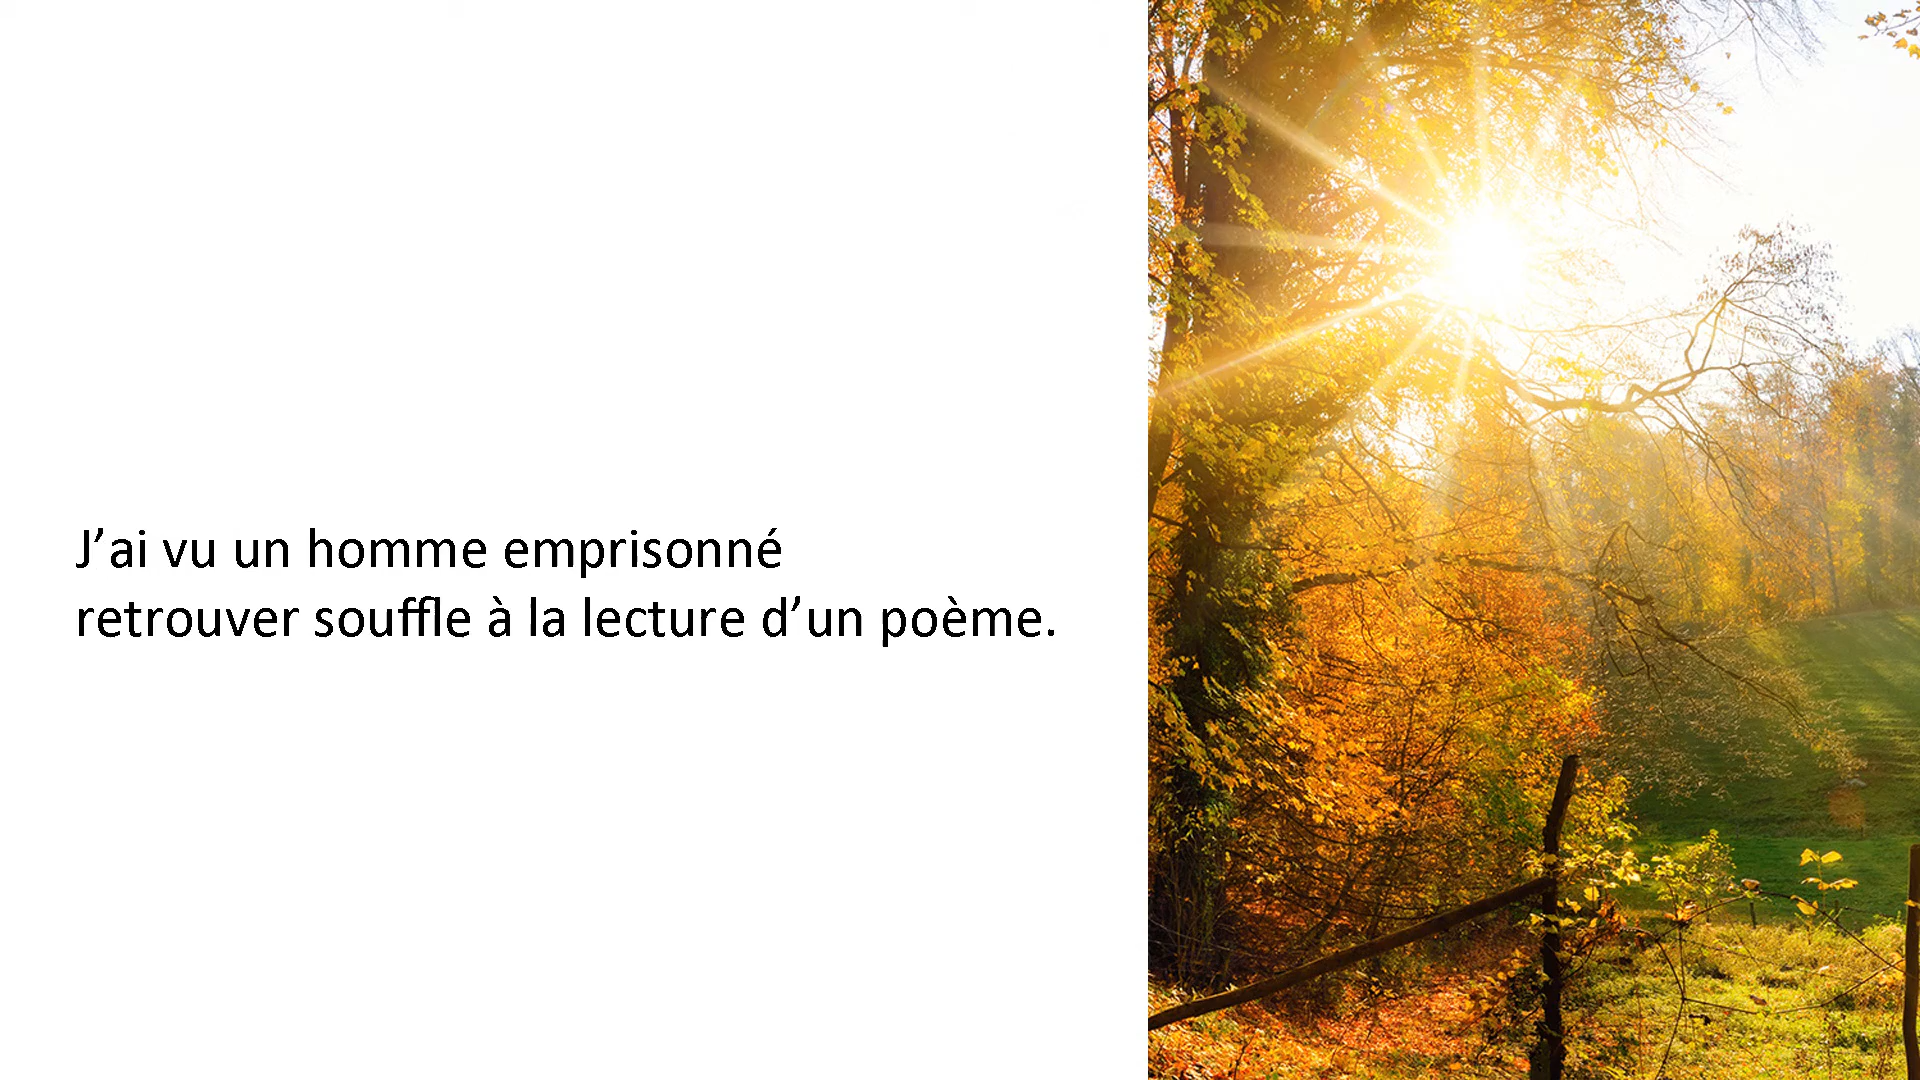 J’ai vu un homme emprisonné
retrouver souffle à la lecture d’un poème.